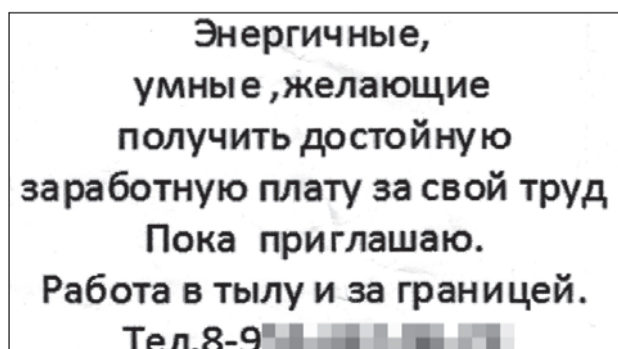 Энергичные,
умные ,желающие
получить достойную
заработную плату за свой труд
Пока приглашаю.
Работа в тылу и за границей.
Тел.8-9